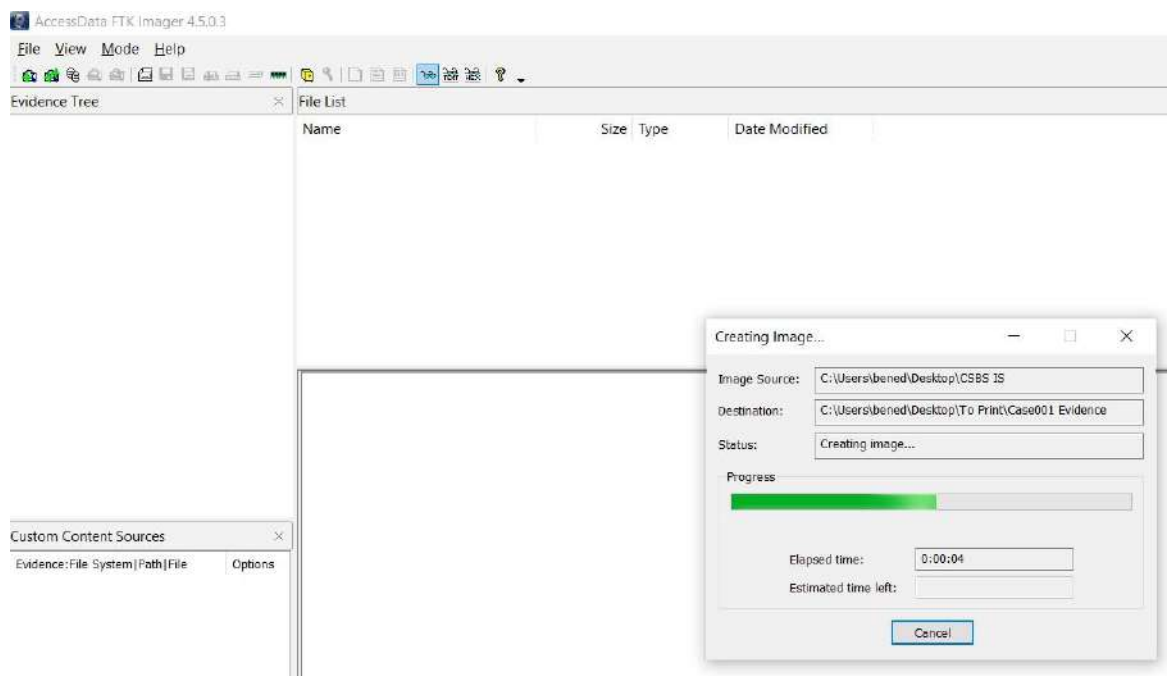 AccessData FTK Imager 4.5.0.3
File View Mode Help
Evidence Tree
File List
Name Size Type Date Modified
Creating Image...
Image Source: C:\Users\bened\Desktop\CSBS IS
Destination: C:\Users\bened\Desktop\To Print\Case001 Evidence
Status: Creating image...
Progress
Elapsed time: 0:00:04
Estimated time left:
Cancel
Custom Content Sources
Evidence:File System|Path|File Options